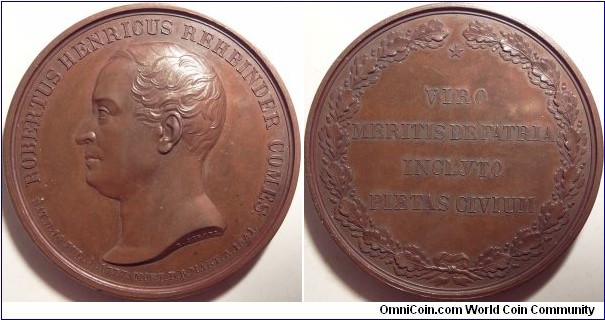 ROBERTUS HENRICUS REHBINDER COMES.
VIRO
MERITIS DE PATRIA
INCLVTO
PIETAS CIVIUM
OmniCoin.com World Coin Community